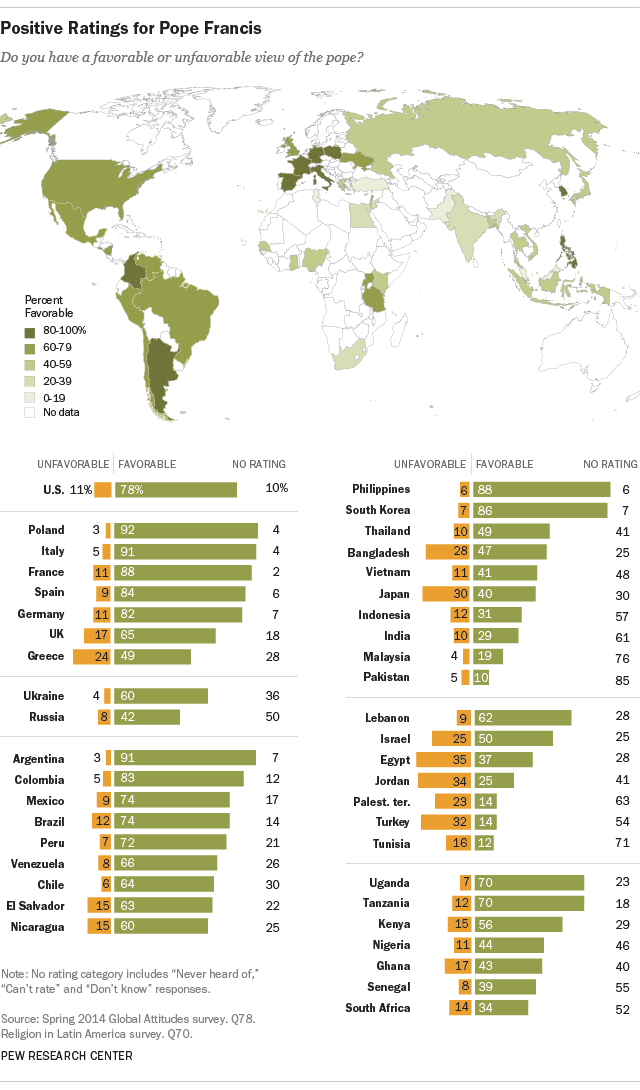 Positive Ratings for Pope Francis
Do you have a favorable or unfavorable view of the pope?
Percent
Favorable
80-100%
60-79
40-59
20-39
0-19
No data
UNFAVORABLE FAVORABLE NO RATING
U.S. 11% 78% 10%
Poland 3 92 4
Italy 5 91 4
France 11 88 2
Spain 9 84 6
Germany 11 82 7
UK 17 65 18
Greece 24 49 28
Ukraine 4 60 36
Russia 8 42 50
Argentina 3 91 7
Colombia 5 83 12
Mexico 9 74 17
Brazil 12 74 14
Peru 7 72 21
Venezuela 8 66 26
Chile 6 64 30
El Salvador 15 63 22
Nicaragua 15 60 25
UNFAVORABLE FAVORABLE NO RATING
Philippines 6 88 6
South Korea 7 86 7
Thailand 10 49 41
Bangladesh 28 47 25
Vietnam 11 41 48
Japan 30 40 30
Indonesia 12 31 57
India 10 29 61
Malaysia 4 19 76
Pakistan 5 10 85
Lebanon 9 62 28
Israel 25 50 25
Egypt 35 37 28
Jordan 34 25 41
Palest. ter. 23 14 63
Turkey 32 14 54
Tunisia 16 12 71
Uganda 7 70 23
Tanzania 12 70 18
Kenya 15 56 29
Nigeria 11 44 46
Ghana 17 43 40
Senegal 8 39 55
South Africa 14 34 52
Note: No rating category includes “Never heard of,”
“Can’t rate” and “Don’t know” responses.
Source: Spring 2014 Global Attitudes survey. Q78.
Religion in Latin America survey. Q70.
PEW RESEARCH CENTER